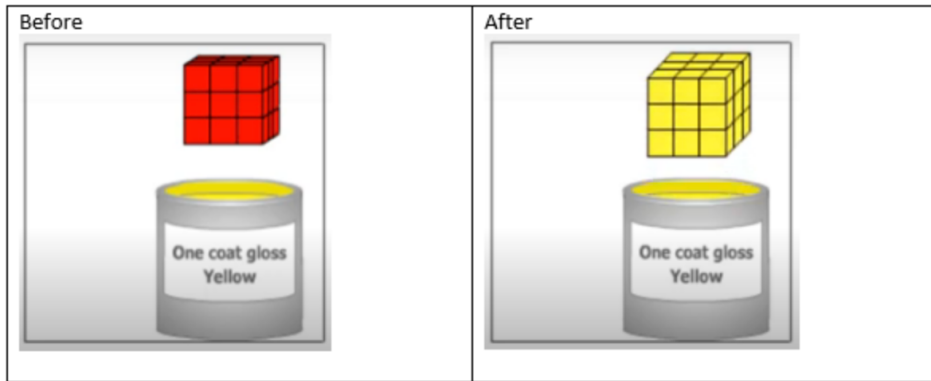 Before
After
One coat gloss
Yellow
One coat gloss
Yellow